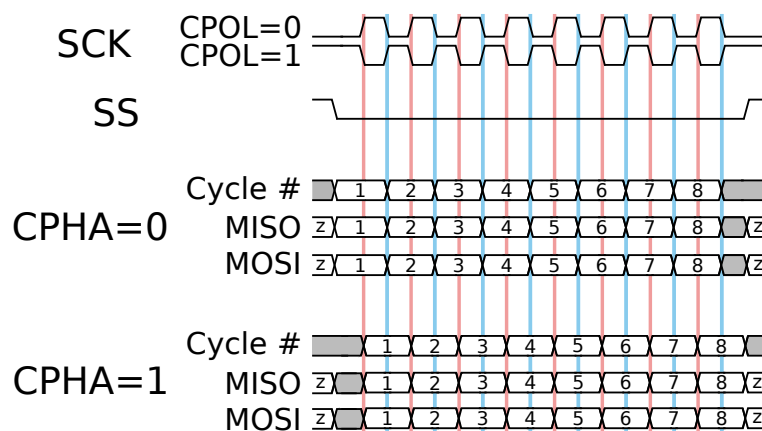 SCK CPOL=0
CPOL=1
SS
Cycle # 1 2 3 4 5 6 7 8
CPHA=0 MISO z 1 2 3 4 5 6 7 8 z
MOSI z 1 2 3 4 5 6 7 8 z
Cycle # 1 2 3 4 5 6 7 8
CPHA=1 MISO z 1 2 3 4 5 6 7 8 z
MOSI z 1 2 3 4 5 6 7 8 z